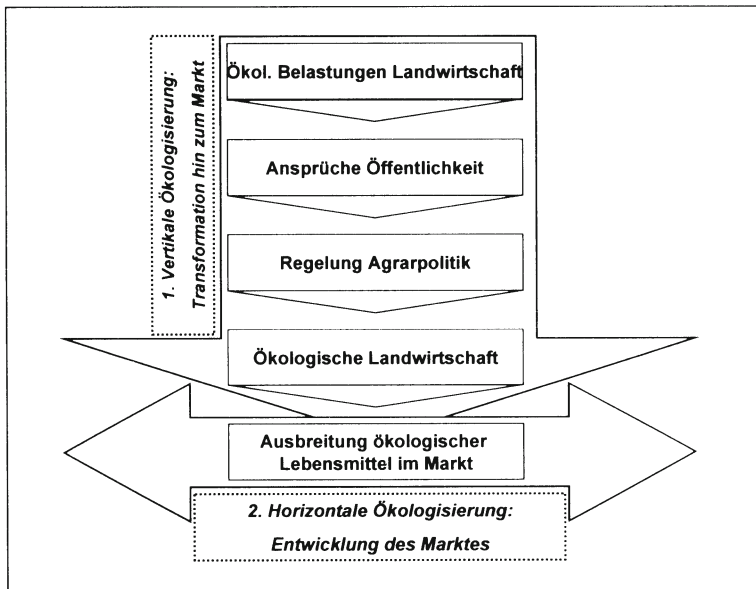 1. Vertikale Ökologisierung:
Transformation hin zum Markt
Ökol. Belastungen Landwirtschaft
Ansprüche Öffentlichkeit
Regelung Agrarpolitik
Ökologische Landwirtschaft
Ausbreitung ökologischer
Lebensmittel im Markt
2. Horizontale Ökologisierung:
Entwicklung des Marktes